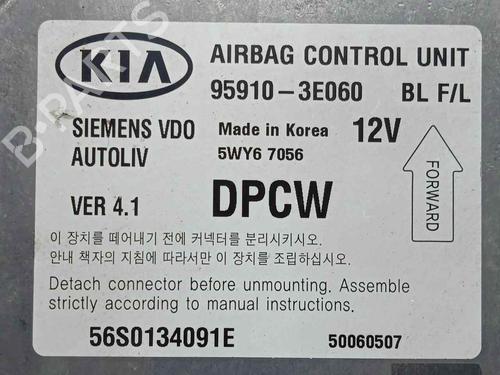 KIA AIRBAG CONTROL UNIT
95910-3E060 BL F/L
SIEMENS VDO Made in Korea 12V
AUTOLIV 5WY6 7056
VER 4.1 DPCW
FORWARD
이 장치를 떼어내기 전에 커넥터를 분리시키시오.
안내 책자의 지침에 따라서만 이 장치를 조립하십시오.
Detach connector before unmounting. Assemble
strictly according to manual instructions.
56S0134091E 50060507
B-PARTS